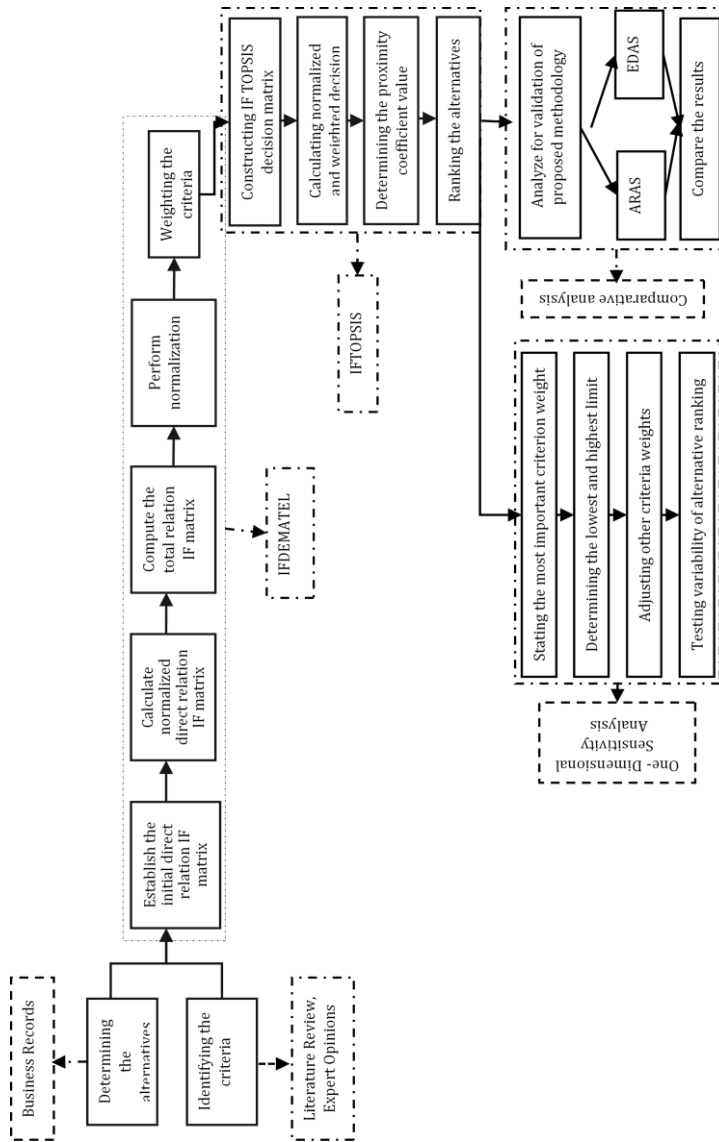 Business Records
Determining
the
alternatives
Identifying the
criteria
Literature Review,
Expert Opinions
Establish the
initial direct
relation IF
matrix
Calculate
normalized
direct relation
IF matrix
Compute the
total relation
IF matrix
Perform
normalization
Weighting the
criteria
IFDEMATEL
Constructing IF TOPSIS
decision matrix
Calculating normalized
and weighted decision
Determining the proximity
coefficient value
Ranking the alternatives
IFTOPSIS
Stating the most important criterion weight
Determining the lowest and highest limit
Adjusting other criteria weights
Testing variability of alternative ranking
One- Dimensional
Sensitivity
Analysis
Analyze for validation of
proposed methodology
ARAS
EDAS
Compare the results
Comparative analysis